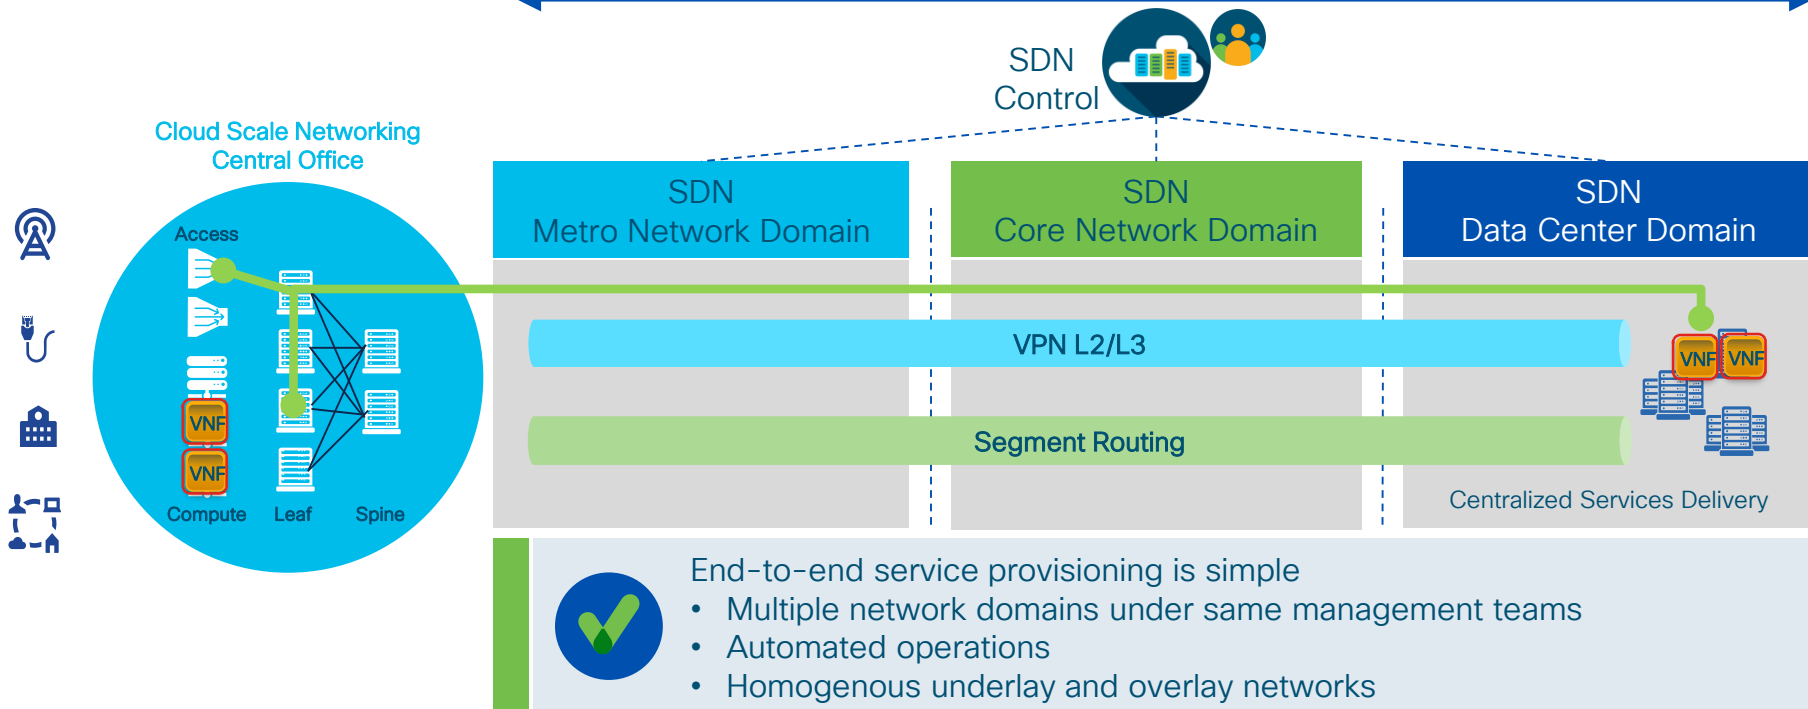 SDN
Control
Cloud Scale Networking
Central Office
SDN
Metro Network Domain
SDN
Core Network Domain
SDN
Data Center Domain
Access
VPN L2/L3
VNF
VNF
VNF
VNF
Segment Routing
Compute
Leaf
Spine
Centralized Services Delivery
End-to-end service provisioning is simple
• Multiple network domains under same management teams
• Automated operations
• Homogenous underlay and overlay networks